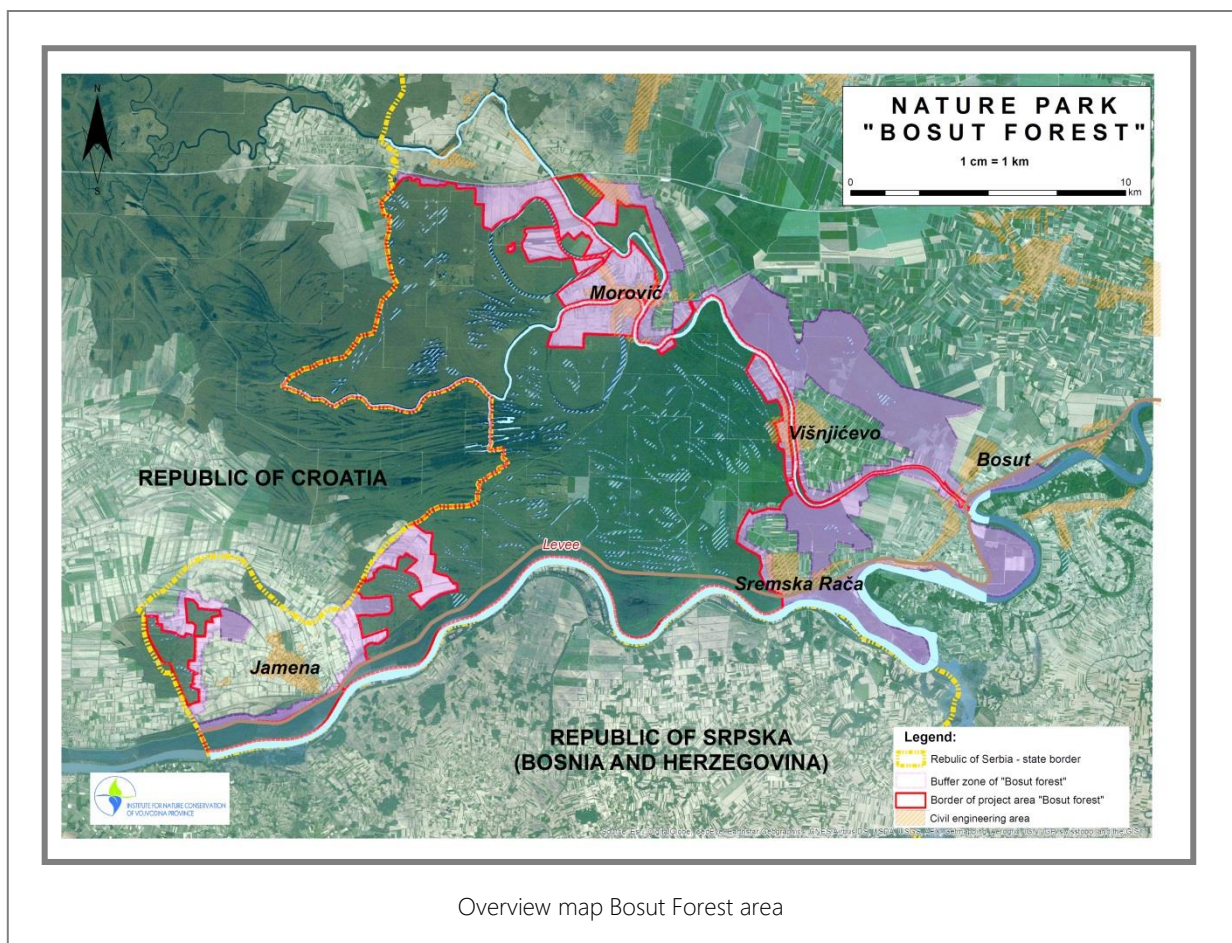 N
S
NATURE PARK
"BOSUT FOREST"
1 cm = 1 km
0 10
km
Morović
Višnjićevo
Bosut
REPUBLIC OF CROATIA
Levee
Sremska Rača
Jamena
REPUBLIC OF SRPSKA
(BOSNIA AND HERZEGOVINA)
Legend:
Rebulic of Serbia - state border
Buffer zone of "Bosut forest"
Border of project area "Bosut forest"
Civil engineering area
INSTITUTE FOR NATURE CONSERVATION
OF VOJVODINA PROVINCE
Overview map Bosut Forest area